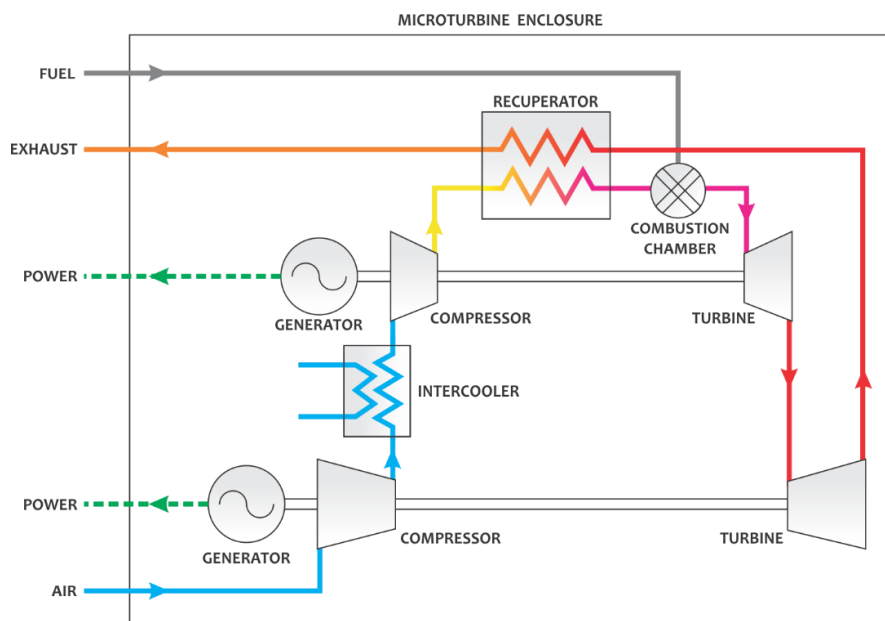 MICROTURBINE ENCLOSURE
FUEL
RECUPERATOR
EXHAUST
COMBUSTION
CHAMBER
POWER
GENERATOR
COMPRESSOR
TURBINE
INTERCOOLER
POWER
GENERATOR
COMPRESSOR
TURBINE
AIR